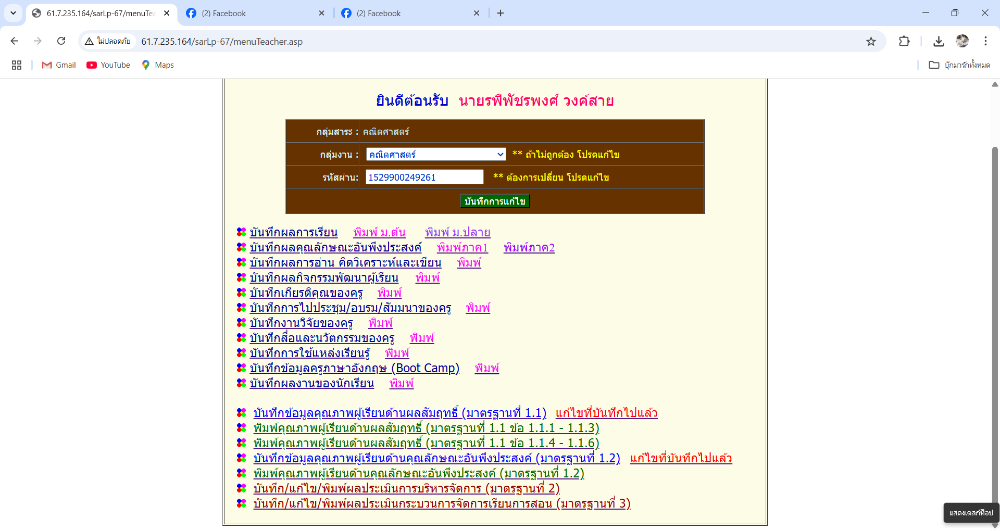 61.7.235.164/sarLp-67/menuTea
(2) Facebook
(2) Facebook
ไม่ปลอดภัย 61.7.235.164/sarLp-67/menuTeacher.asp
Gmail YouTube Maps บุ๊กมาร์กทั้งหมด
ยินดีต้อนรับ นายรพีพัชรพงศ์ วงค์สาย
กลุ่มสาระ : คณิตศาสตร์
กลุ่มงาน : คณิตศาสตร์ ** ถ้าไม่ถูกต้อง โปรดแก้ไข
รหัสผ่าน: 1529900249261 ** ต้องการเปลี่ยน โปรดแก้ไข
บันทึกการแก้ไข
บันทึกผลการเรียน พิมพ์ ม.ต้น พิมพ์ ม.ปลาย
บันทึกผลคุณลักษณะอันพึงประสงค์ พิมพ์ภาค1 พิมพ์ภาค2
บันทึกผลการอ่าน คิดวิเคราะห์และเขียน พิมพ์
บันทึกผลกิจกรรมพัฒนาผู้เรียน พิมพ์
บันทึกเกียรติคุณของครู พิมพ์
บันทึกการไปประชุม/อบรม/สัมมนาของครู พิมพ์
บันทึกงานวิจัยของครู พิมพ์
บันทึกสื่อและนวัตกรรมของครู พิมพ์
บันทึกการใช้แหล่งเรียนรู้ พิมพ์
บันทึกข้อมูลครูภาษาอังกฤษ (Boot Camp) พิมพ์
บันทึกผลงานของนักเรียน พิมพ์
บันทึกข้อมูลคุณภาพผู้เรียนด้านผลสัมฤทธิ์ (มาตรฐานที่ 1.1) แก้ไขที่บันทึกไปแล้ว
พิมพ์คุณภาพผู้เรียนด้านผลสัมฤทธิ์ (มาตรฐานที่ 1.1 ข้อ 1.1.1 - 1.1.3)
พิมพ์คุณภาพผู้เรียนด้านผลสัมฤทธิ์ (มาตรฐานที่ 1.1 ข้อ 1.1.4 - 1.1.6)
บันทึกข้อมูลคุณภาพผู้เรียนด้านคุณลักษณะอันพึงประสงค์ (มาตรฐานที่ 1.2) แก้ไขที่บันทึกไปแล้ว
พิมพ์คุณภาพผู้เรียนด้านคุณลักษณะอันพึงประสงค์ (มาตรฐานที่ 1.2)
บันทึก/แก้ไข/พิมพ์ผลประเมินการบริหารจัดการ (มาตรฐานที่ 2)
บันทึก/แก้ไข/พิมพ์ผลประเมินกระบวนการจัดการเรียนการสอน (มาตรฐานที่ 3)
แสดงเดสก์ท็อป